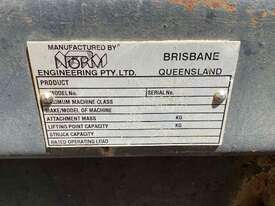 MANUFACTURED BY
NORM
BRISBANE
ENGINEERING PTY. LTD.
QUEENSLAND
PRODUCT
MODEL No.
SERIAL No.
MAXIMUM MACHINE CLASS
MAKE/MODEL OF MACHINE
ATTACHMENT MASS KG
LIFTING POINT CAPACITY KG
STRUCK CAPACITY
RATED OPERATING LOAD